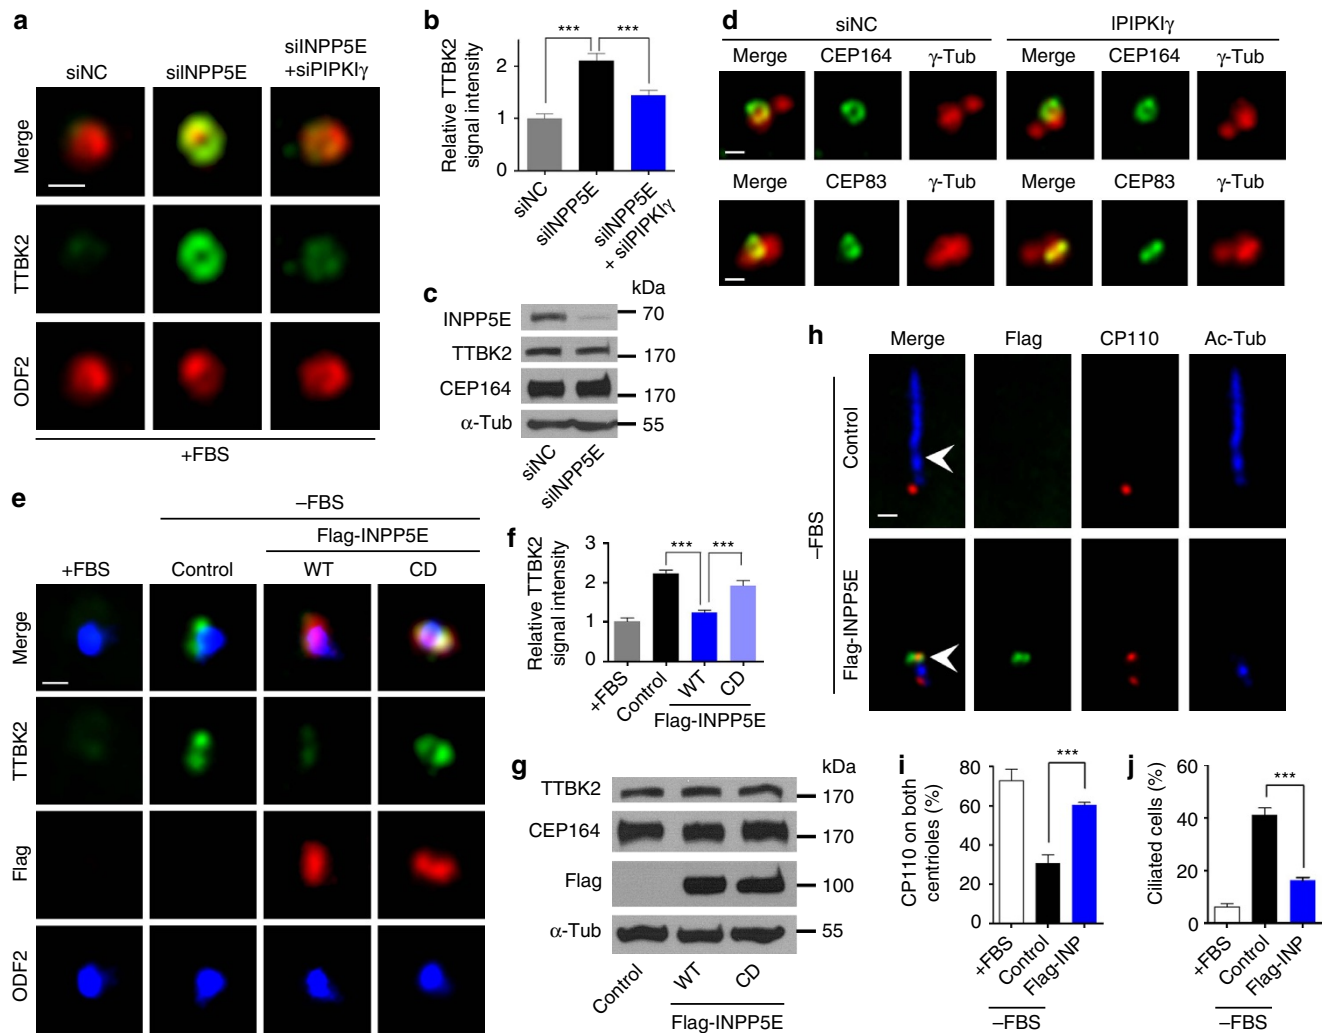 a
siNC
siINPP5E
siINPP5E
+siPIPKIγ
Merge
TTBK2
ODF2
+FBS
b
Relative TTBK2
signal intensity
2
1
0
***
***
siNC
siINPP5E
siINPP5E
+ silPIPKIγ
c
kDa
INPP5E
70
TTBK2
170
CEP164
170
α-Tub
55
siNC
siINPP5E
d
siNC
IPIPKIγ
Merge
CEP164
γ-Tub
Merge
CEP164
γ-Tub
Merge
CEP83
γ-Tub
Merge
CEP83
γ-Tub
e
–FBS
Flag-INPP5E
+FBS
Control
WT
CD
Merge
TTBK2
Flag
ODF2
f
Relative TTBK2
signal intensity
3
2
1
0
***
***
+FBS
Control
WT
CD
Flag-INPP5E
g
kDa
TTBK2
170
CEP164
170
Flag
100
α-Tub
55
Control
WT
CD
Flag-INPP5E
h
Merge
Flag
CP110
Ac-Tub
–FBS
Control
Flag-INPP5E
i
CP110 on both
centrioles (%)
80
60
40
20
0
***
+FBS
Control
Flag-INP
–FBS
j
Ciliated cells (%)
60
40
20
0
***
+FBS
Control
Flag-INP
–FBS